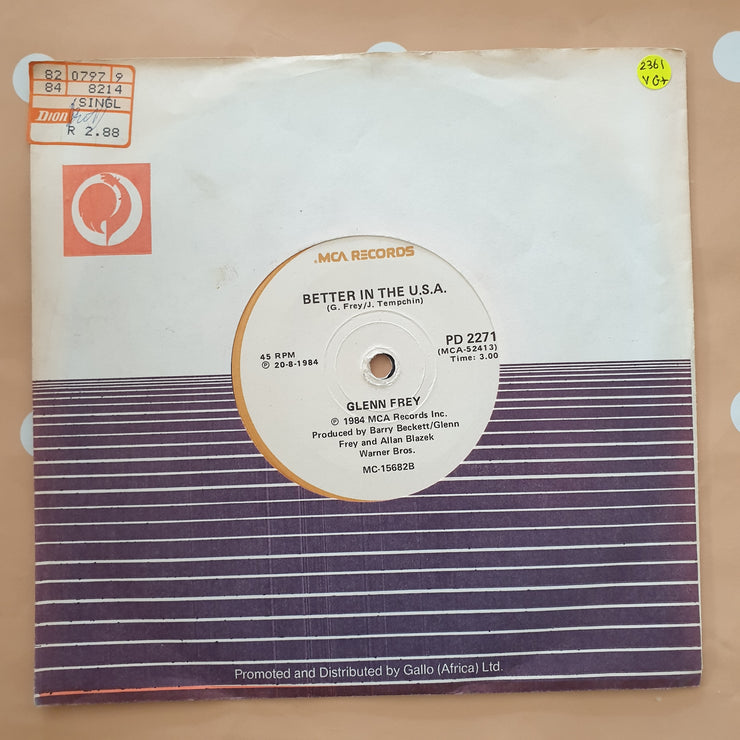 82 0797 9
84 8214
SINGL
Dion
R 2.88
2361
VG+
MCA RECORDS
BETTER IN THE U.S.A.
(G. Frey/J. Tempchin)
45 RPM
℗ 20-8-1984
PD 2271
(MCA-52413)
Time: 3.00
GLENN FREY
℗ 1984 MCA Records Inc.
Produced by Barry Beckett/Glenn
Frey and Allan Blazek
Warner Bros.
MC-15682B
Promoted and Distributed by Gallo (Africa) Ltd.